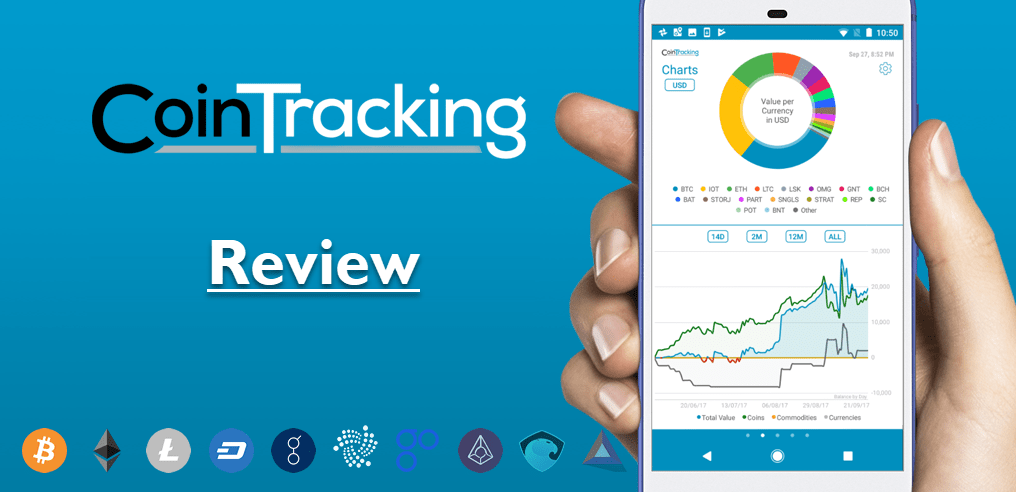 CoinTracking
Review
10:50
CoinTracking
Sep 27, 8:52 PM
Charts
USD
Value per
Currency
in USD
BTC IOT ETH LTC LSK OMG GNT BCH
BAT STORJ PART SNGLS STRAT REP SC
POT BNT Other
14D 2M 12M ALL
30,000
20,000
10,000
0
-10,000
Balance by Day
20/06/17 13/07/17 06/08/17 29/08/17 21/09/17
Total Value Coins Commodities Currencies